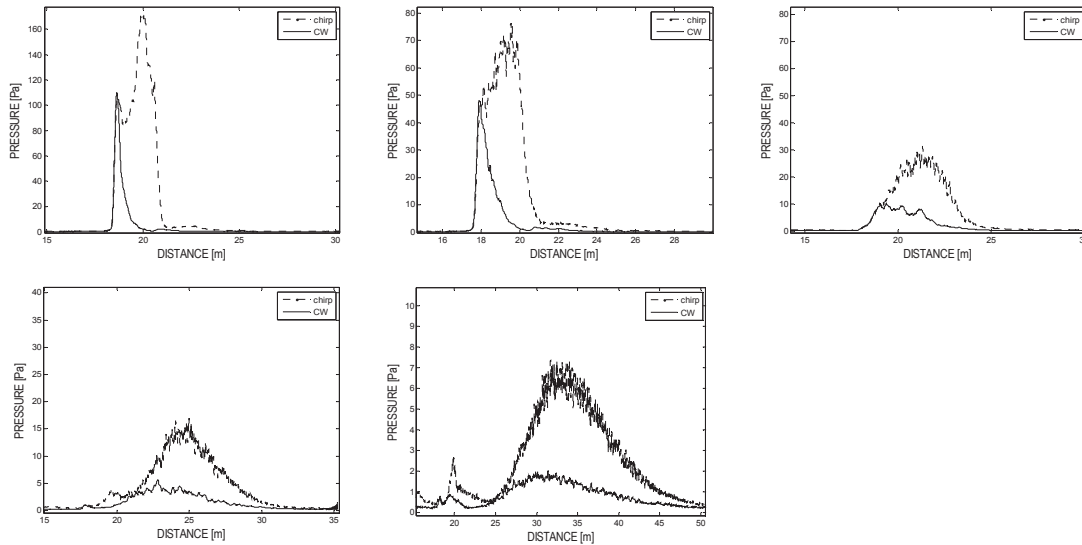 160
140
120
100
80
60
40
20
0
PRESSURE [Pa]
15 20 25 30
DISTANCE [m]
chirp
CW
80
70
60
50
40
30
20
10
0
PRESSURE [Pa]
16 18 20 22 24 26 28
DISTANCE [m]
chirp
CW
80
70
60
50
40
30
20
10
0
PRESSURE [Pa]
15 20 25 30
DISTANCE [m]
chirp
CW
40
35
30
25
20
15
10
5
0
PRESSURE [Pa]
15 20 25 30 35
DISTANCE [m]
chirp
CW
10
9
8
7
6
5
4
3
2
1
0
PRESSURE [Pa]
20 25 30 35 40 45 50
DISTANCE [m]
chirp
CW